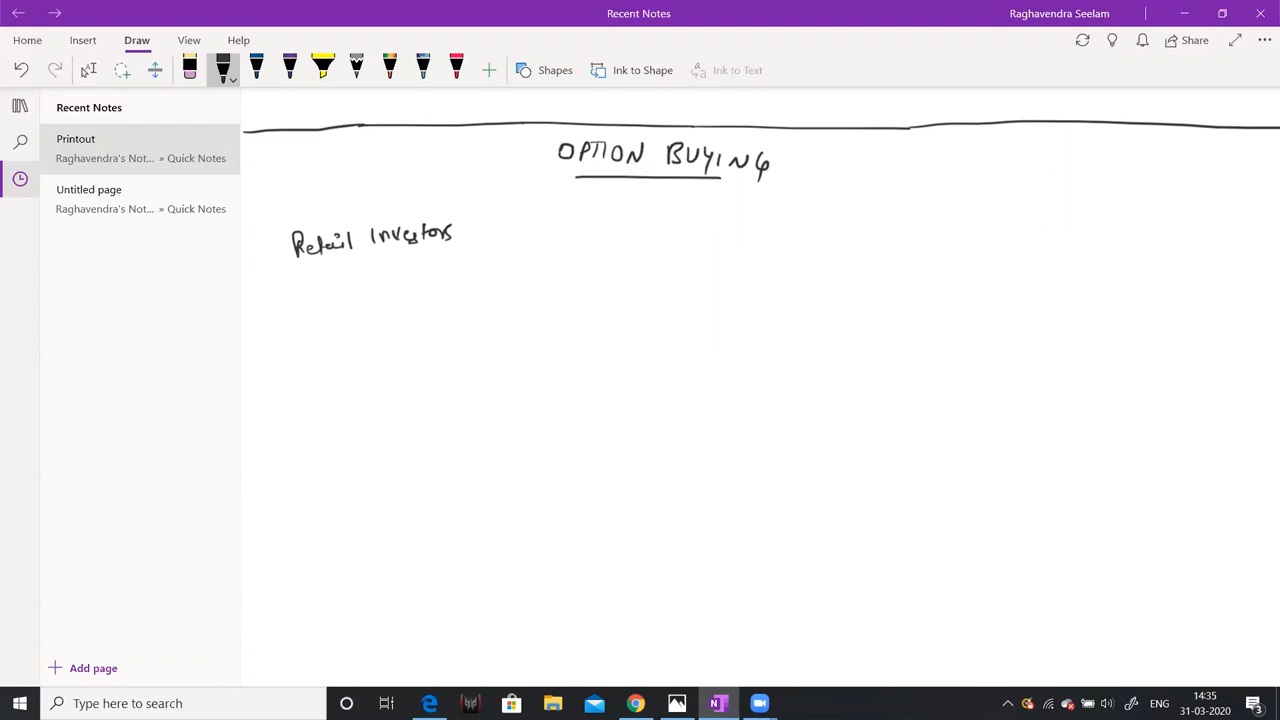 Recent Notes
Raghavendra Seelam
Home Insert Draw View Help
Share
Shapes Ink to Shape Ink to Text
Recent Notes
Printout
Raghavendra's Not... » Quick Notes
Untitled page
Raghavendra's Not... » Quick Notes
OPTION BUYING
Retail Investors
Add page
Type here to search
ENG
14:35
31-03-2020
3